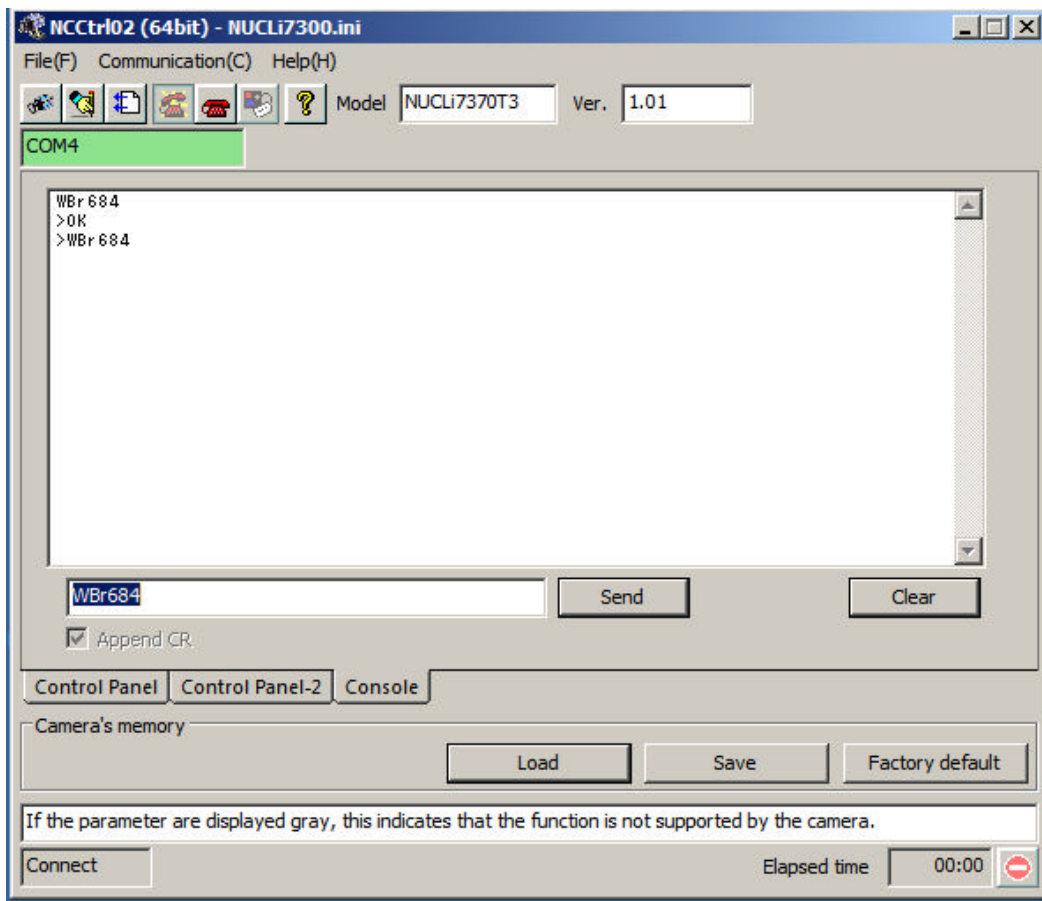 NCCtrl02 (64bit) - NUCLi7300.ini
File(F) Communication(C) Help(H)
Model NUCLi7370T3 Ver. 1.01
COM4
WBr684
>OK
>WBr684
WBr684 Send Clear
Append CR
Control Panel Control Panel-2 Console
Camera's memory
Load Save Factory default
If the parameter are displayed gray, this indicates that the function is not supported by the camera.
Connect Elapsed time 00:00